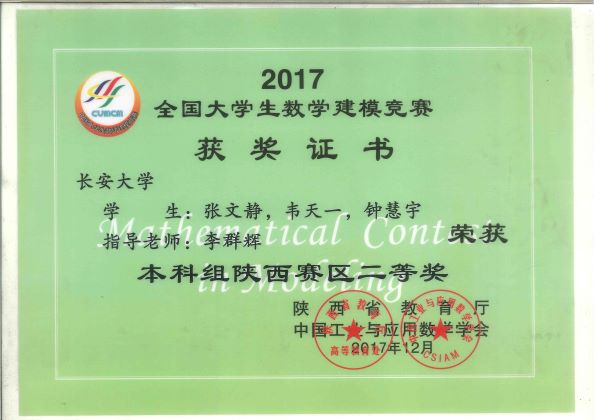 2017
全国大学生数学建模竞赛
获奖证书
CUMCM
长安大学
学 生：张文静，韦天一，钟慧宇
Mathematical Contest
指导老师：李群辉
荣获
in Modeling
本科组陕西赛区二等奖
陕西省教育厅
中国工业与应用数学学会
2017年12月
CSIAM